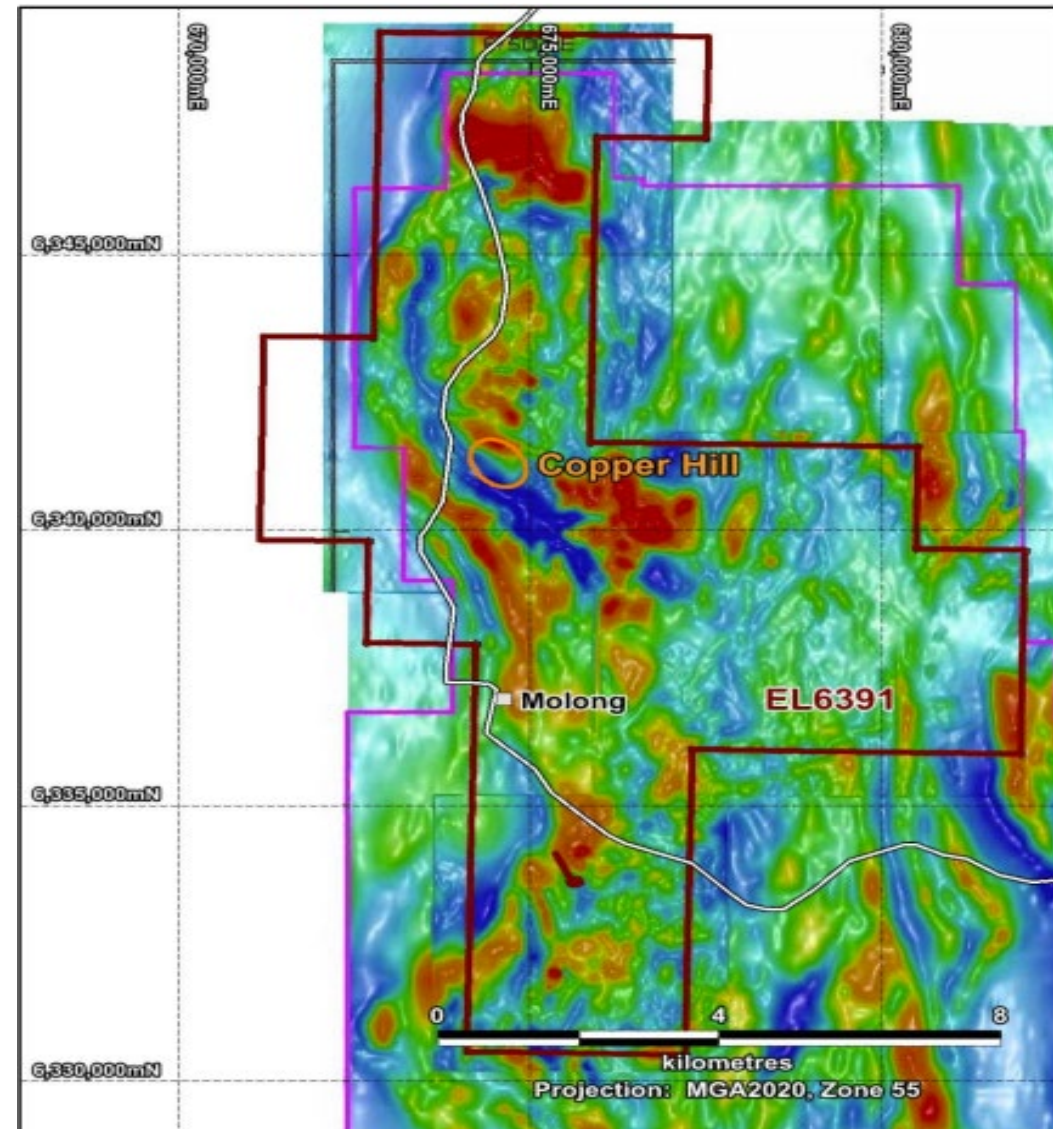 670,000mE
675,000mE
680,000mE
6,345,000mN
Copper Hill
6,340,000mN
Molong
EL6391
6,335,000mN
0 4 8
kilometres
6,330,000mN
Projection: MGA2020, Zone 55